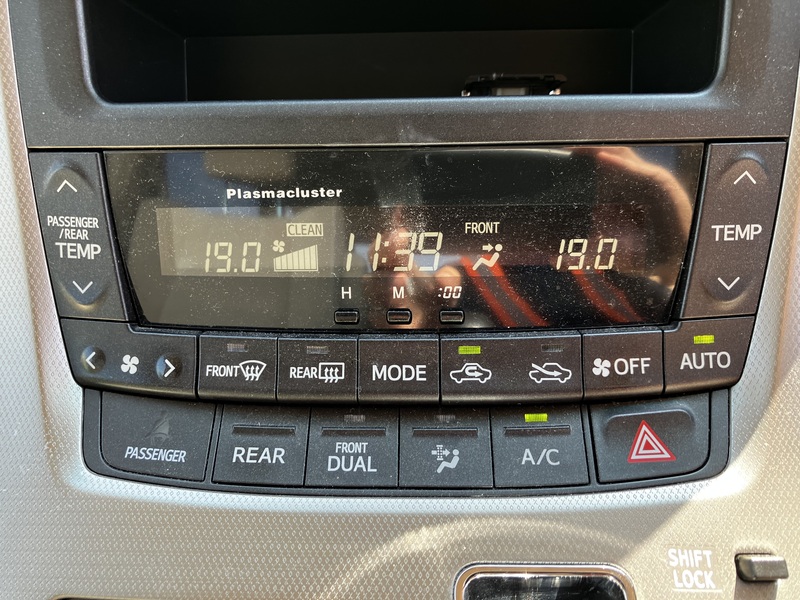 Plasmacluster
PASSENGER
/REAR
TEMP
CLEAN
19.0
11:39
FRONT
19.0
TEMP
H
M
:00
FRONT
REAR
MODE
OFF
AUTO
PASSENGER
REAR
FRONT
DUAL
A/C
SHIFT
LOCK